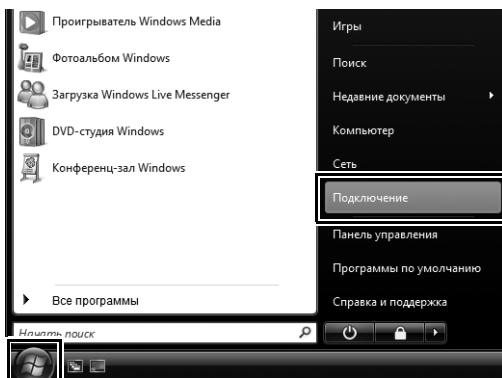 Проигрыватель Windows Media
Фотоальбом Windows
Загрузка Windows Live Messenger
DVD-студия Windows
Конференц-зал Windows
Все программы
Начать поиск
Игры
Поиск
Недавние документы
Компьютер
Сеть
Подключение
Панель управления
Программы по умолчанию
Справка и поддержка